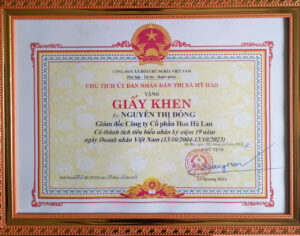 CỘNG HÒA XÃ HỘI CHỦ NGHĨA VIỆT NAM
Độc lập - Tự do - Hạnh phúc
CHỦ TỊCH ỦY BAN NHÂN DÂN THỊ XÃ MỸ HÀO
TẶNG
GIẤY KHEN
NGUYỄN THỊ ĐÔNG
Giám đốc Công ty Cổ phần Hoa Hà Lan
Có thành tích tiêu biểu nhân kỷ niệm 19 năm
ngày Doanh nhân Việt Nam (13/10/2004-13/10/2023)
CHỦ TỊCH